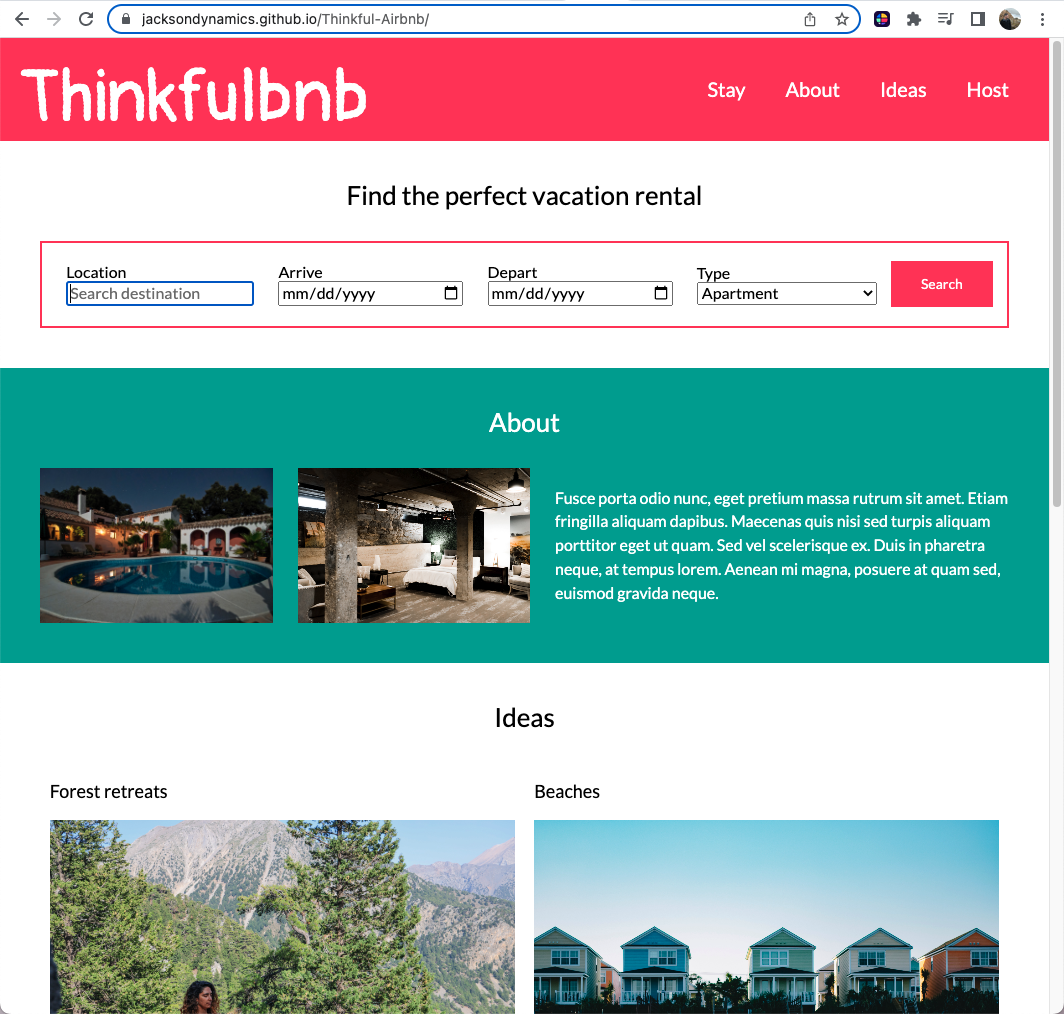 jacksondynamics.github.io/Thinkful-Airbnb/
Thinkfulbnb
Stay About Ideas Host
Find the perfect vacation rental
Location Arrive Depart Type
Search destination mm/dd/yyyy mm/dd/yyyy Apartment Search
About
Fusce porta odio nunc, eget pretium massa rutrum sit amet. Etiam
fringilla aliquam dapibus. Maecenas quis nisi sed turpis aliquam
porttitor eget ut quam. Sed vel scelerisque ex. Duis in pharetra
neque, at tempus lorem. Aenean mi magna, posuere at quam sed,
euismod gravida neque.
Ideas
Forest retreats Beaches